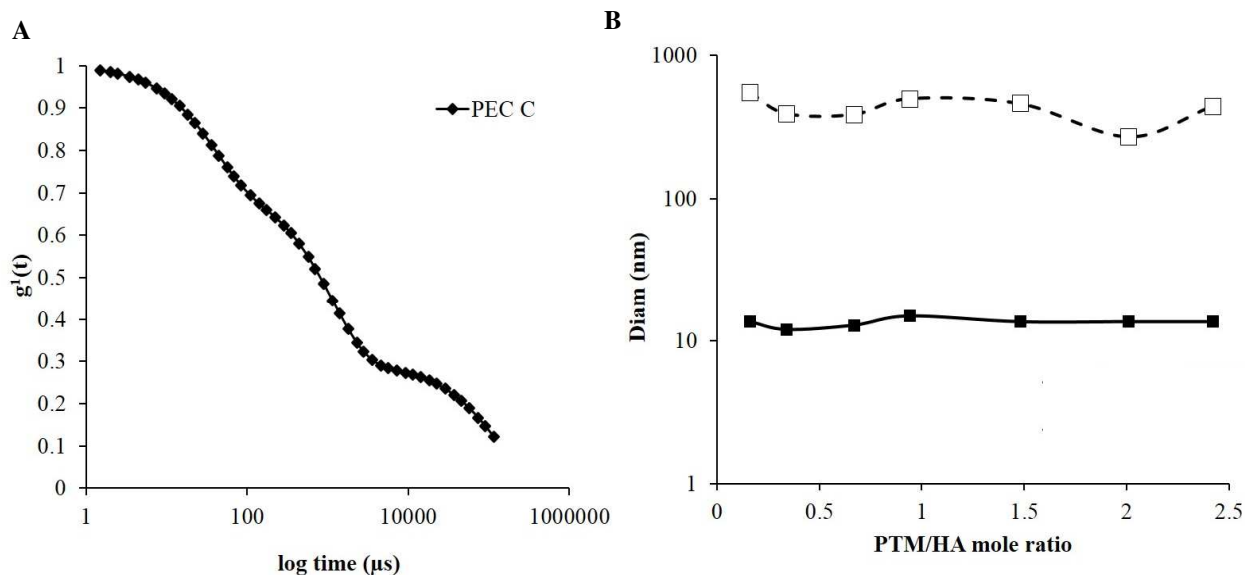 A
g¹(t)
1
0.9
0.8
0.7
0.6
0.5
0.4
0.3
0.2
0.1
0
PEC C
1 100 10000 1000000
log time (µs)
B
Diam (nm)
1000
100
10
1
0 0.5 1 1.5 2 2.5
PTM/HA mole ratio